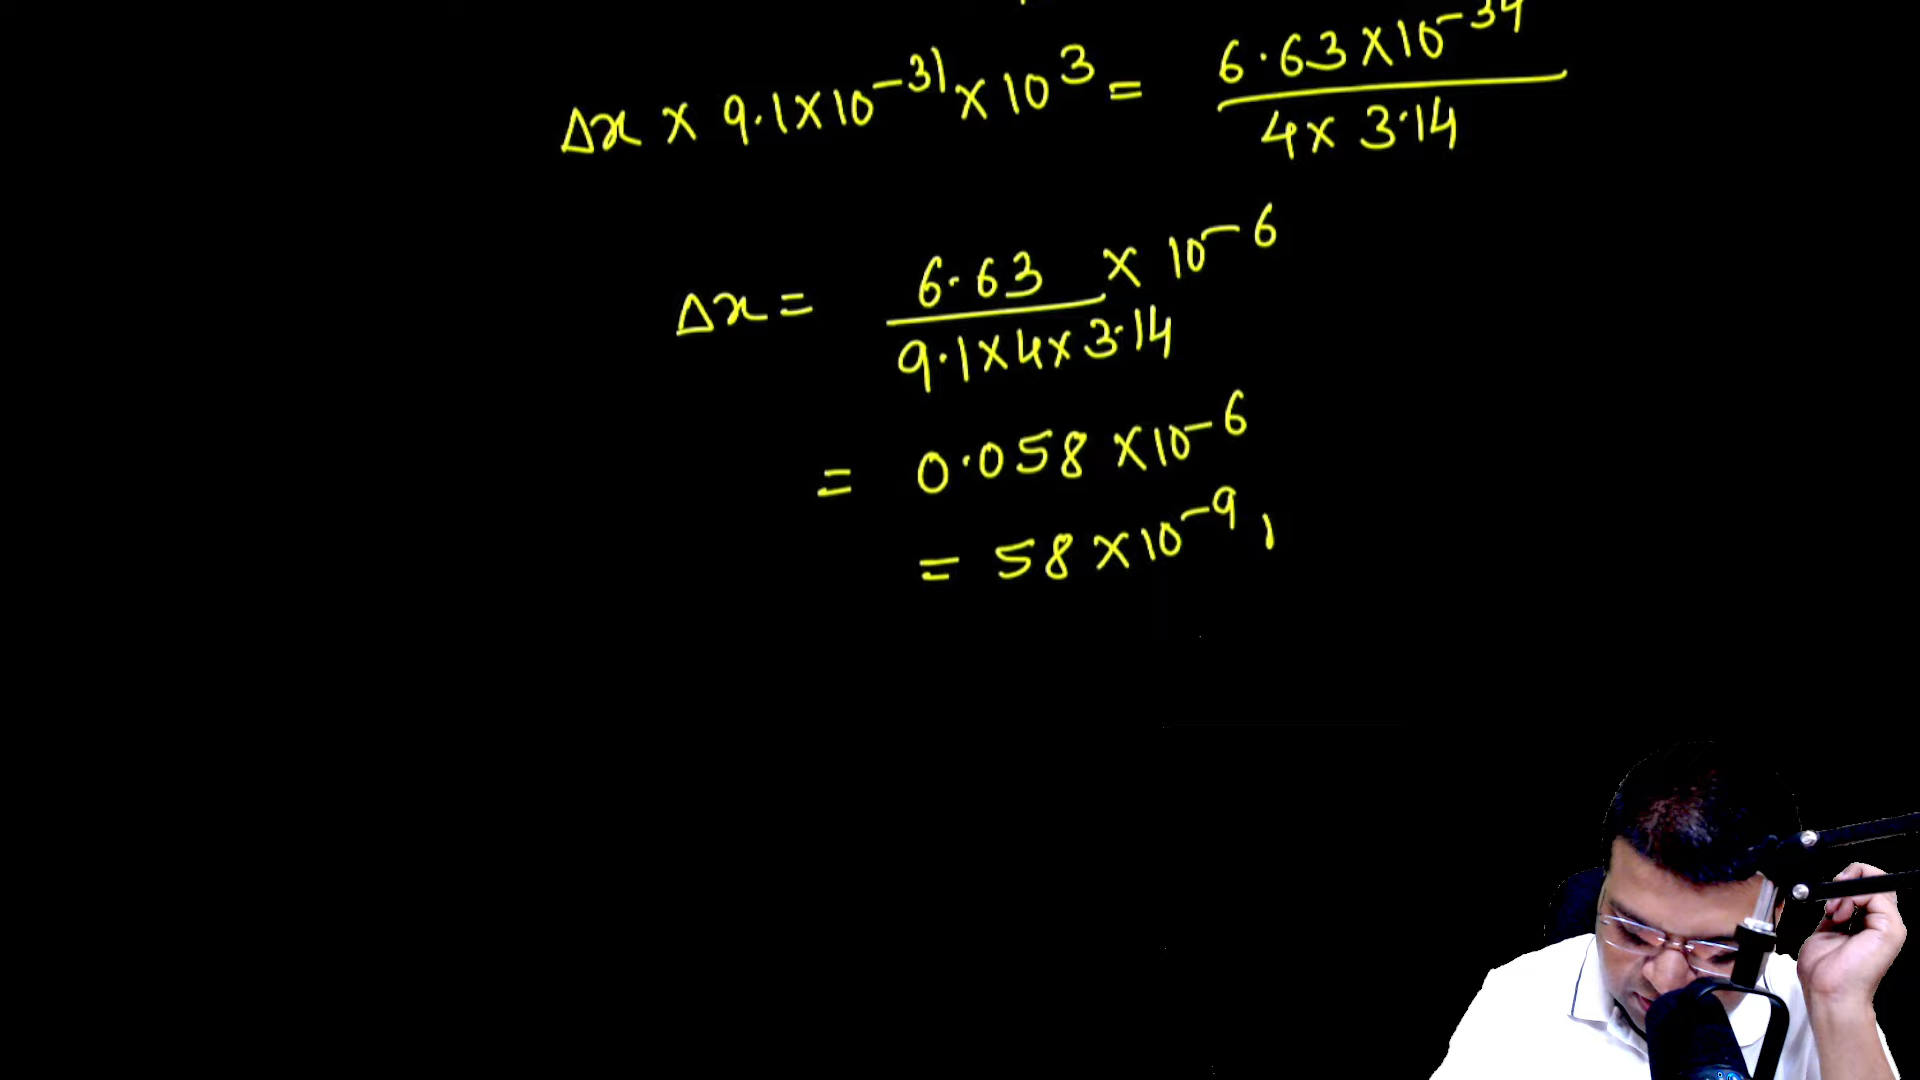 Δx × 9.1×10⁻³¹ × 10³ = 6.63×10⁻³⁴ / 4×3.14
Δx = 6.63 / 9.1×4×3.14 × 10⁻⁶
= 0.058 ×10⁻⁶
= 58 ×10⁻⁹